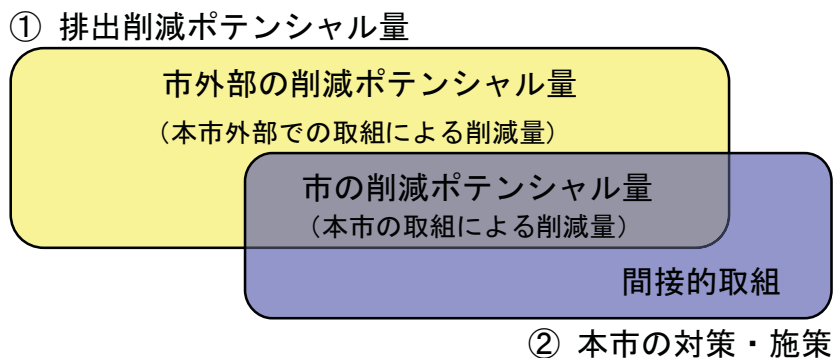 ① 排出削減ポテンシャル量
市外部の削減ポテンシャル量
（本市外部での取組による削減量）
市の削減ポテンシャル量
（本市の取組による削減量）
間接的取組
② 本市の対策・施策